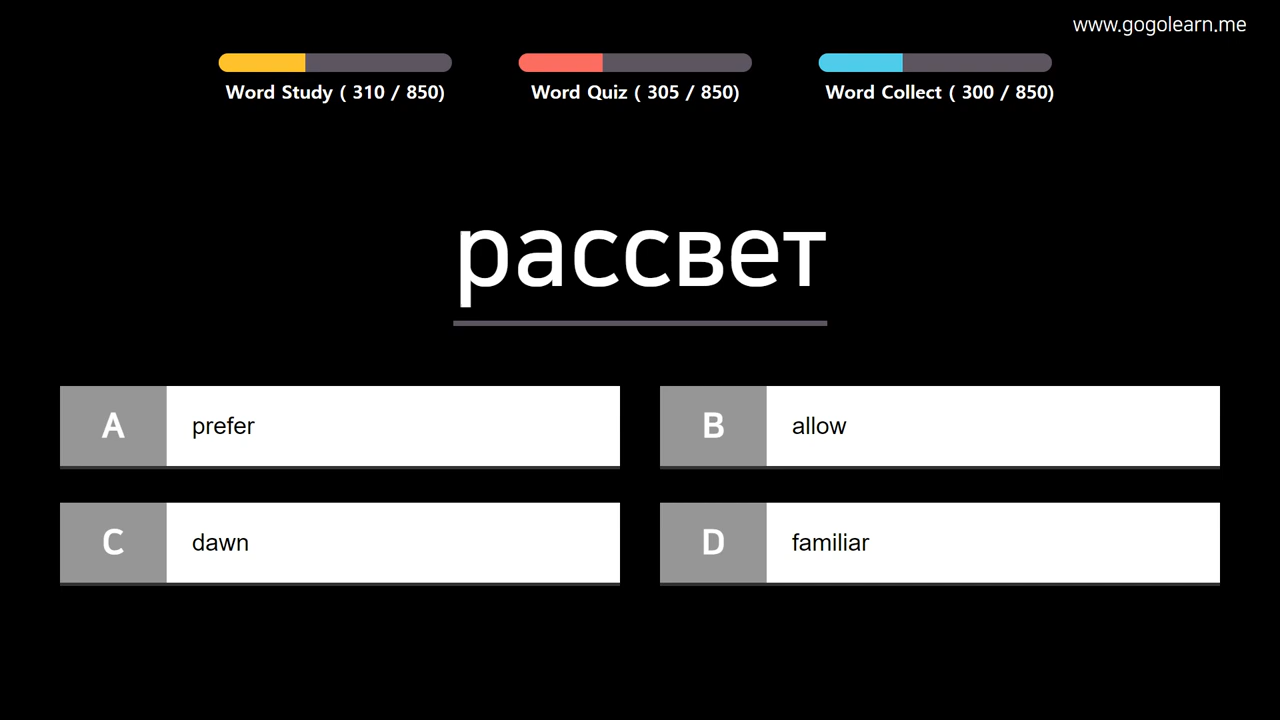 www.gogolearn.me
Word Study ( 310 / 850)
Word Quiz ( 305 / 850)
Word Collect ( 300 / 850)
рассвет
A prefer
B allow
C dawn
D familiar